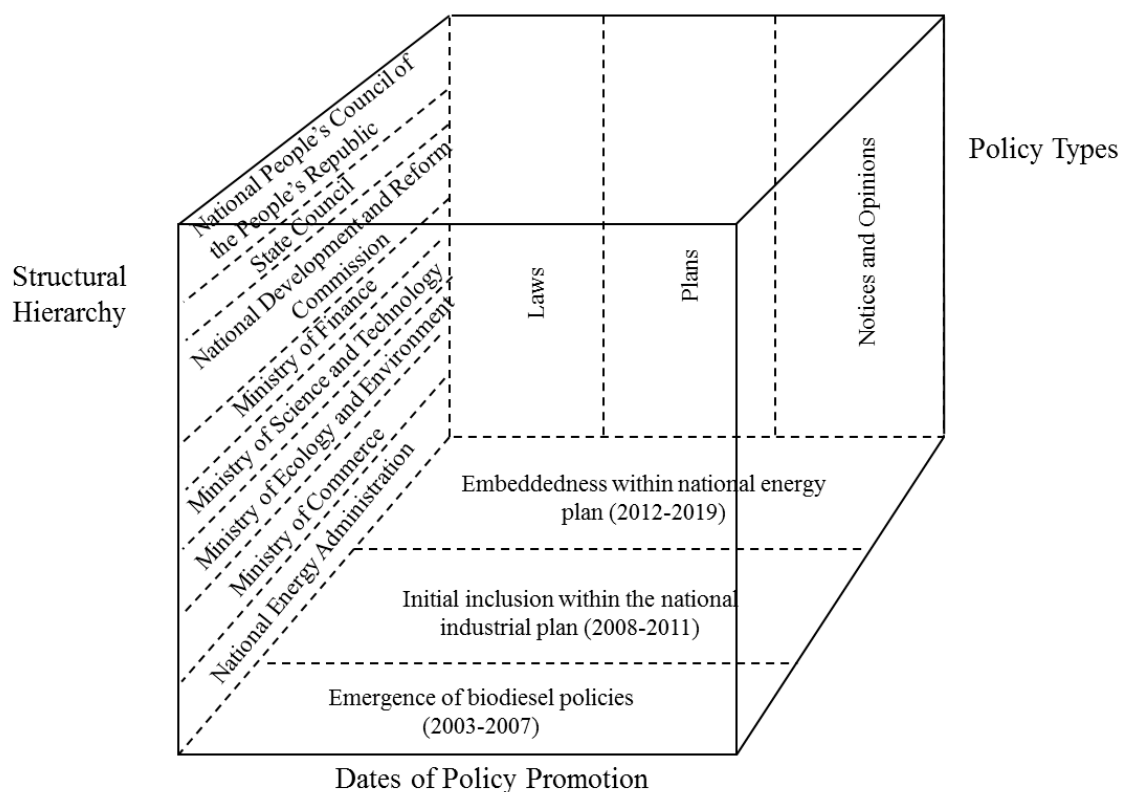 National People's Council of
the People's Republic
State Council
National Development and Reform
Commission
Ministry of Finance
Ministry of Science and Technology
Ministry of Ecology and Environment
Ministry of Commerce
National Energy Administration
Structural
Hierarchy
Laws
Plans
Notices and Opinions
Policy Types
Embeddedness within national energy
plan (2012-2019)
Initial inclusion within the national
industrial plan (2008-2011)
Emergence of biodiesel policies
(2003-2007)
Dates of Policy Promotion